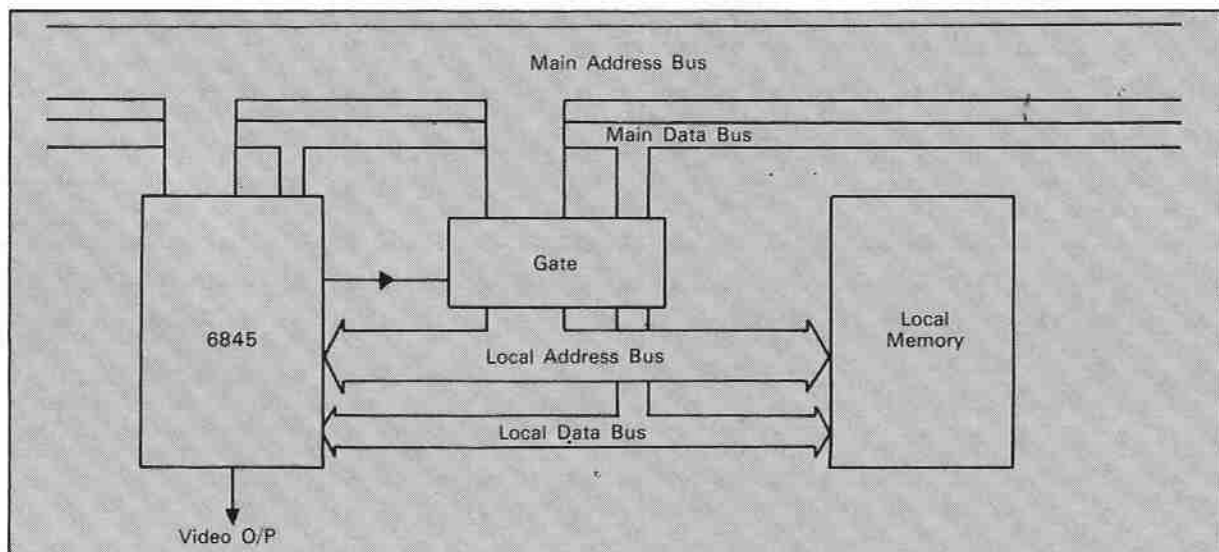 Main Address Bus
Main Data Bus
Gate
6845
Local Address Bus
Local
Memory
Local Data Bus
Video O/P